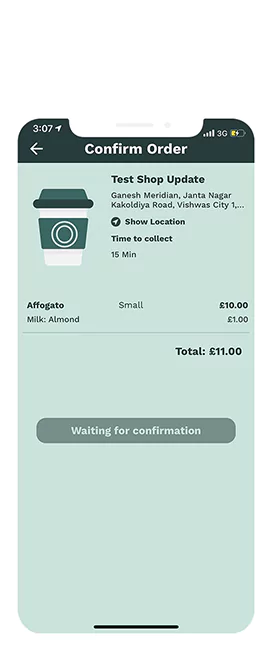 3:07
3G
Confirm Order
Test Shop Update
Ganesh Meridian, Janta Nagar
Kakoldiya Road, Vishwas City 1,...
Show Location
Time to collect
15 Min
Affogato Small £10.00
Milk: Almond £1.00
Total: £11.00
Waiting for confirmation